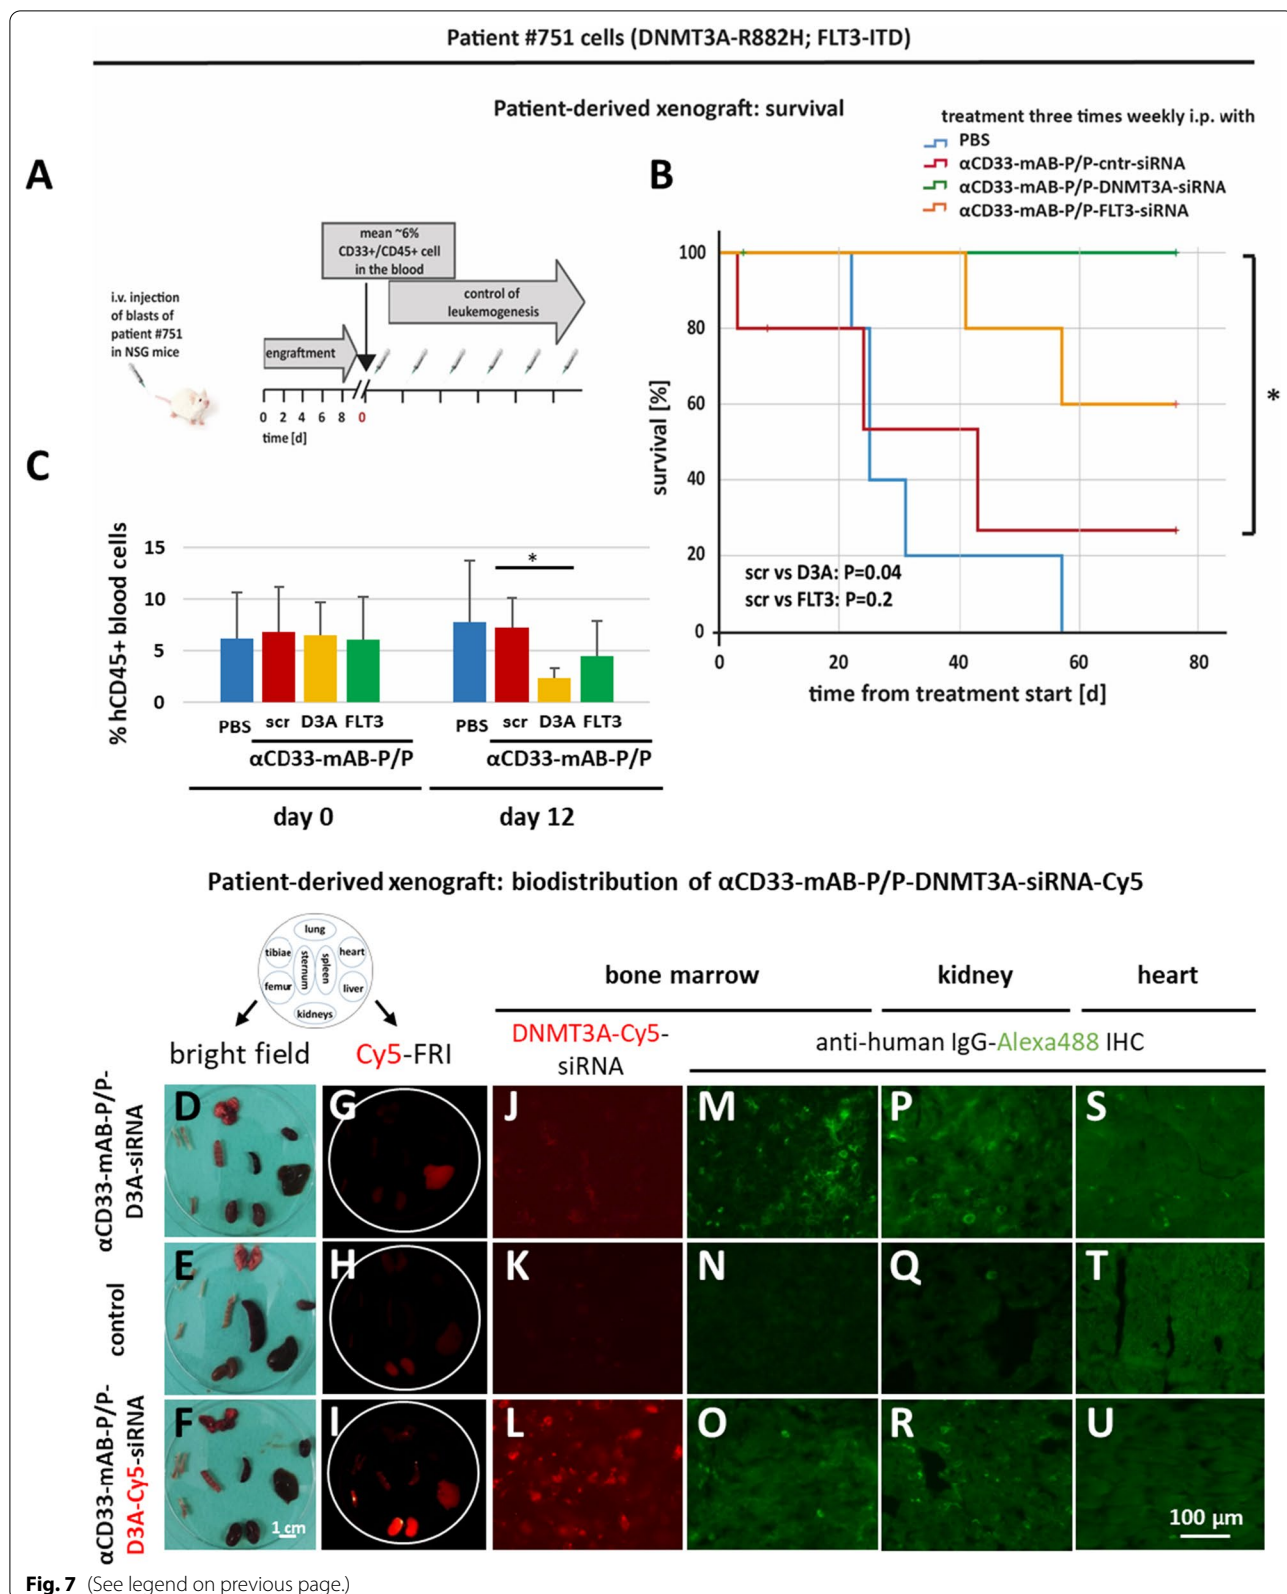 Patient #751 cells (DNMT3A-R882H; FLT3-ITD)
Patient-derived xenograft: survival
A
mean ~6%
CD33+/CD45+ cell
in the blood
control of
leukemogenesis
i.v. injection
of blasts of
patient #751
in NSG mice
engraftment
0 2 4 6 8 0
time [d]
B
treatment three times weekly i.p. with
PBS
αCD33-mAB-P/P-cntr-siRNA
αCD33-mAB-P/P-DNMT3A-siRNA
αCD33-mAB-P/P-FLT3-siRNA
survival [%]
100
80
60
40
20
0
*
scr vs D3A: P=0.04
scr vs FLT3: P=0.2
0 20 40 60 80
time from treatment start [d]
C
% hCD45+ blood cells
15
10
5
0
*
PBS scr D3A FLT3
αCD33-mAB-P/P
day 0
PBS scr D3A FLT3
αCD33-mAB-P/P
day 12
Patient-derived xenograft: biodistribution of αCD33-mAB-P/P-DNMT3A-siRNA-Cy5
lung
tibiae
sternum
spleen
heart
femur
liver
kidneys
bright field
Cy5-FRI
bone marrow
kidney
heart
DNMT3A-Cy5-
siRNA
anti-human IgG-Alexa488 IHC
αCD33-mAB-P/P-
D3A-siRNA
D G J M P S
control
E H K N Q T
αCD33-mAB-P/P-
D3A-Cy5-siRNA
F I L O R U
1 cm
100 μm
Fig. 7 (See legend on previous page.)